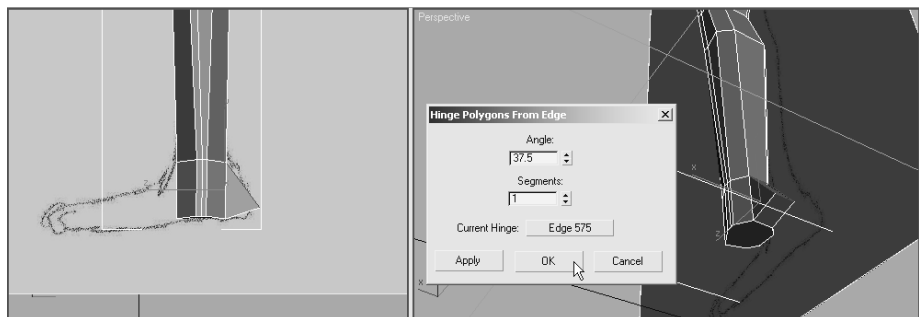 Perspective
Hinge Polygons From Edge
Angle:
37.5
Segments:
1
Current Hinge: Edge 575
Apply OK Cancel
x
z
x
z